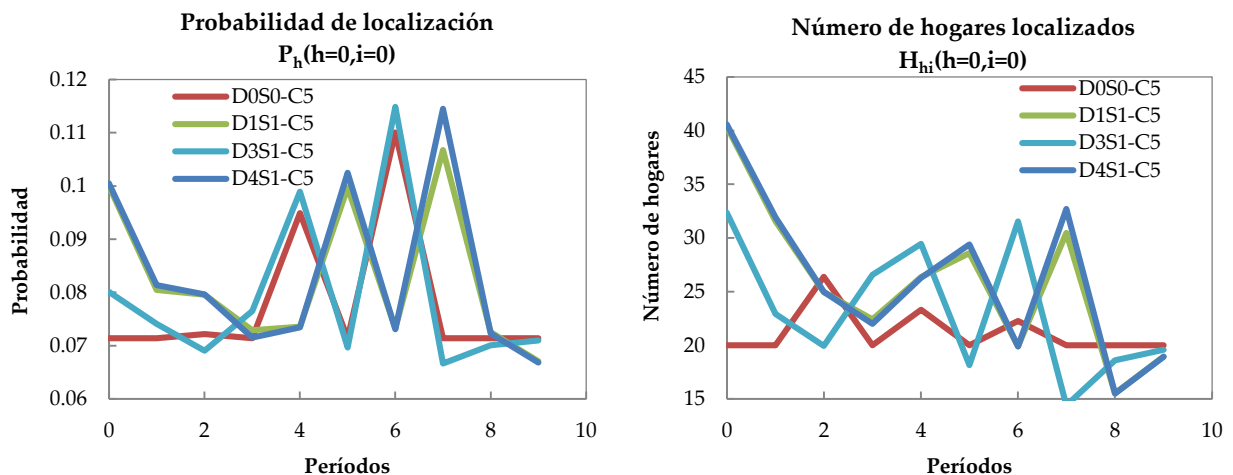 Probabilidad de localización
Pₕ(h=0,i=0)
0.12
0.11
0.1
0.09
0.08
0.07
0.06
Probabilidad
D0S0-C5
D1S1-C5
D3S1-C5
D4S1-C5
0 2 4 6 8 10
Períodos
Número de hogares localizados
Hₕᵢ(h=0,i=0)
45
40
35
30
25
20
15
Número de hogares
D0S0-C5
D1S1-C5
D3S1-C5
D4S1-C5
0 2 4 6 8 10
Períodos